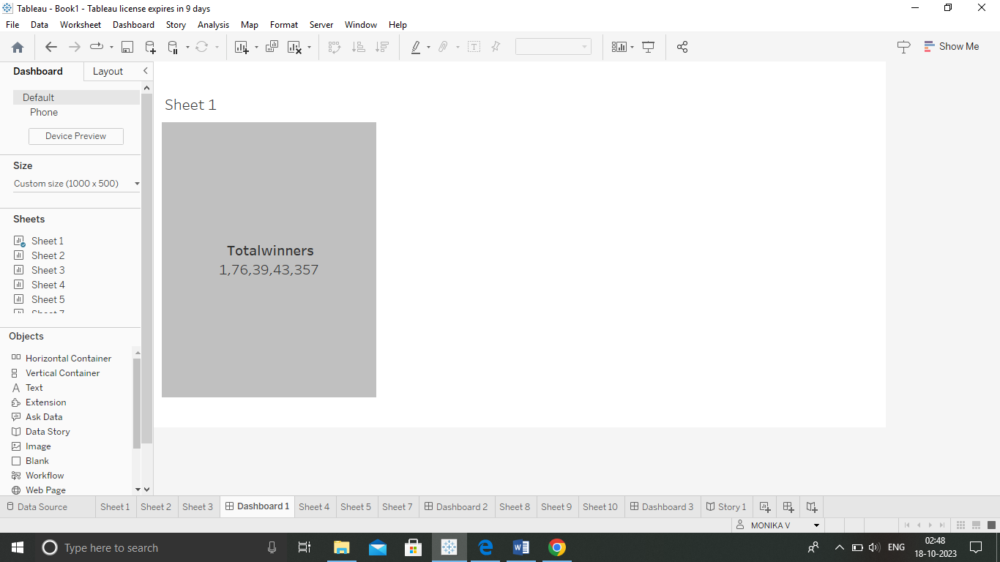 Tableau - Book1 - Tableau license expires in 9 days
File Data Worksheet Dashboard Story Analysis Map Format Server Window Help
Show Me
Dashboard Layout
Default
Phone
Device Preview
Size
Custom size (1000 x 500)
Sheets
Sheet 1
Sheet 2
Sheet 3
Sheet 4
Sheet 5
Objects
Horizontal Container
Vertical Container
Text
Extension
Ask Data
Data Story
Image
Blank
Workflow
Web Page
Sheet 1
Totalwinners
1,76,39,43,357
Data Source Sheet 1 Sheet 2 Sheet 3 Dashboard 1 Sheet 4 Sheet 5 Sheet 7 Dashboard 2 Sheet 8 Sheet 9 Sheet 10 Dashboard 3 Story 1
MONIKA V
Type here to search
ENG
02:48
18-10-2023